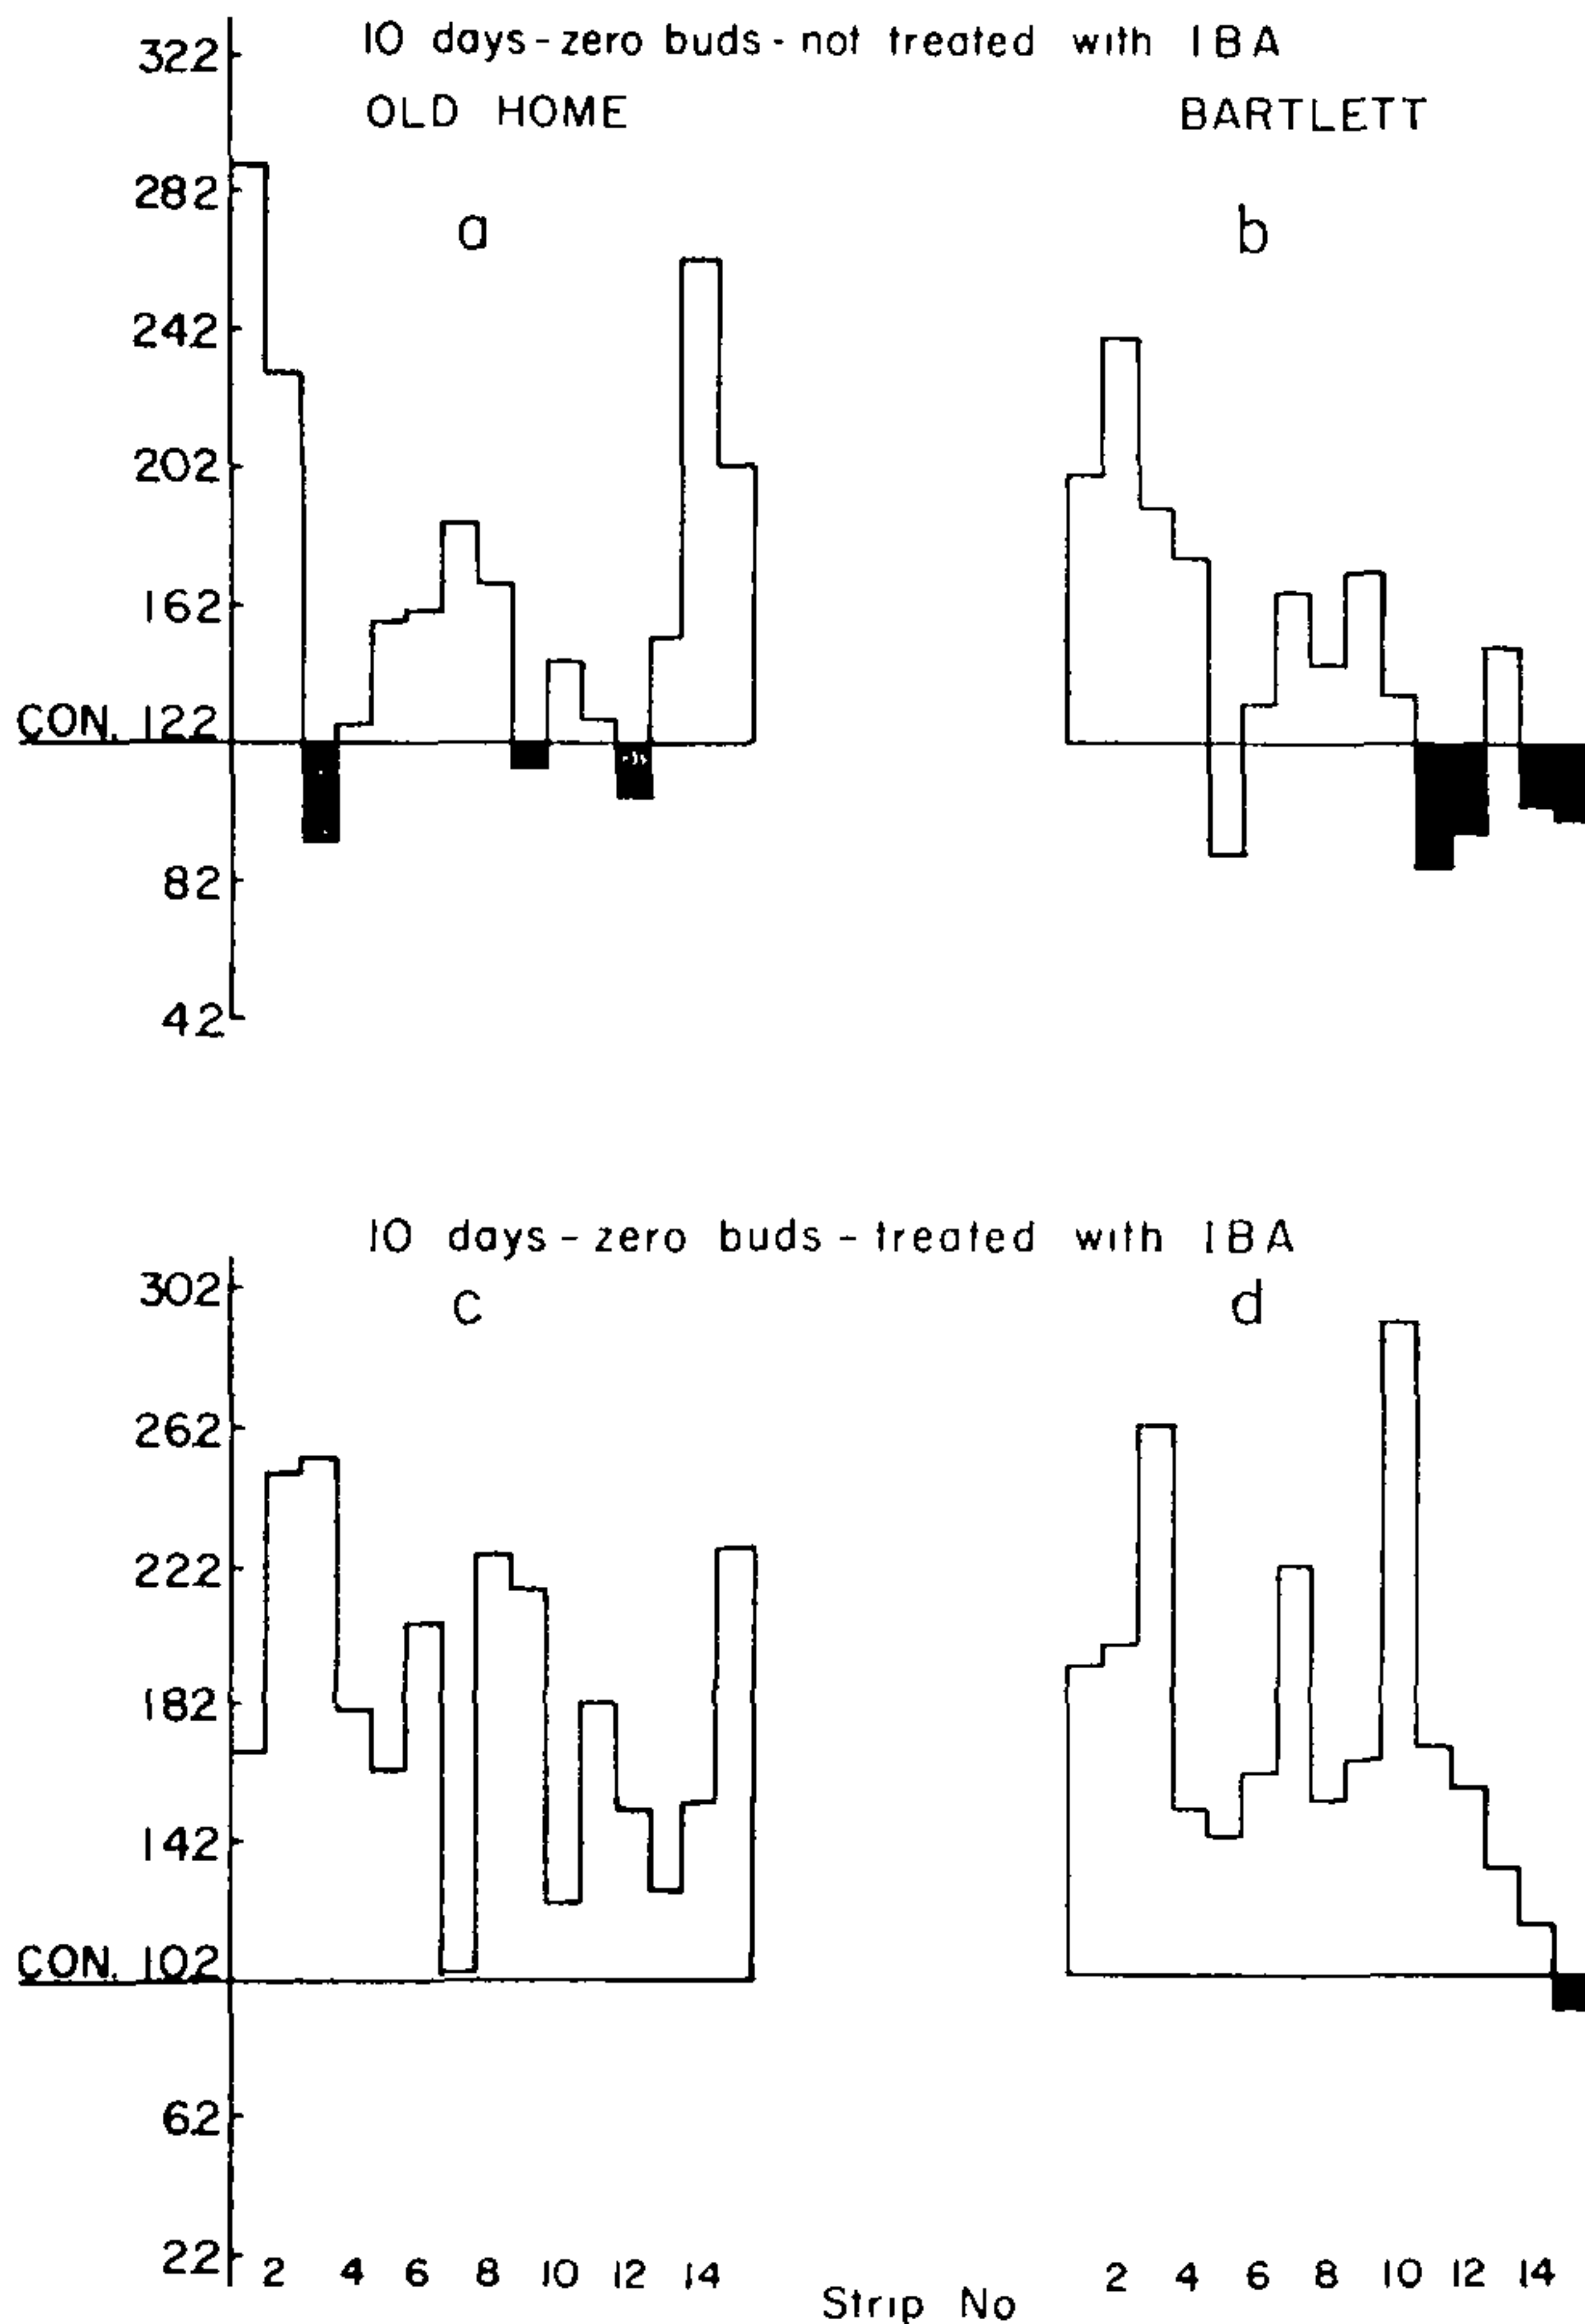 10 days - zero buds - not treated with IBA
OLD HOME BARTLETT
a b
322
282
242
202
162
CON. 122
82
42
10 days - zero buds - treated with IBA
c d
302
262
222
182
142
CON. 102
62
22
2 4 6 8 10 12 14 2 4 6 8 10 12 14
Strip No